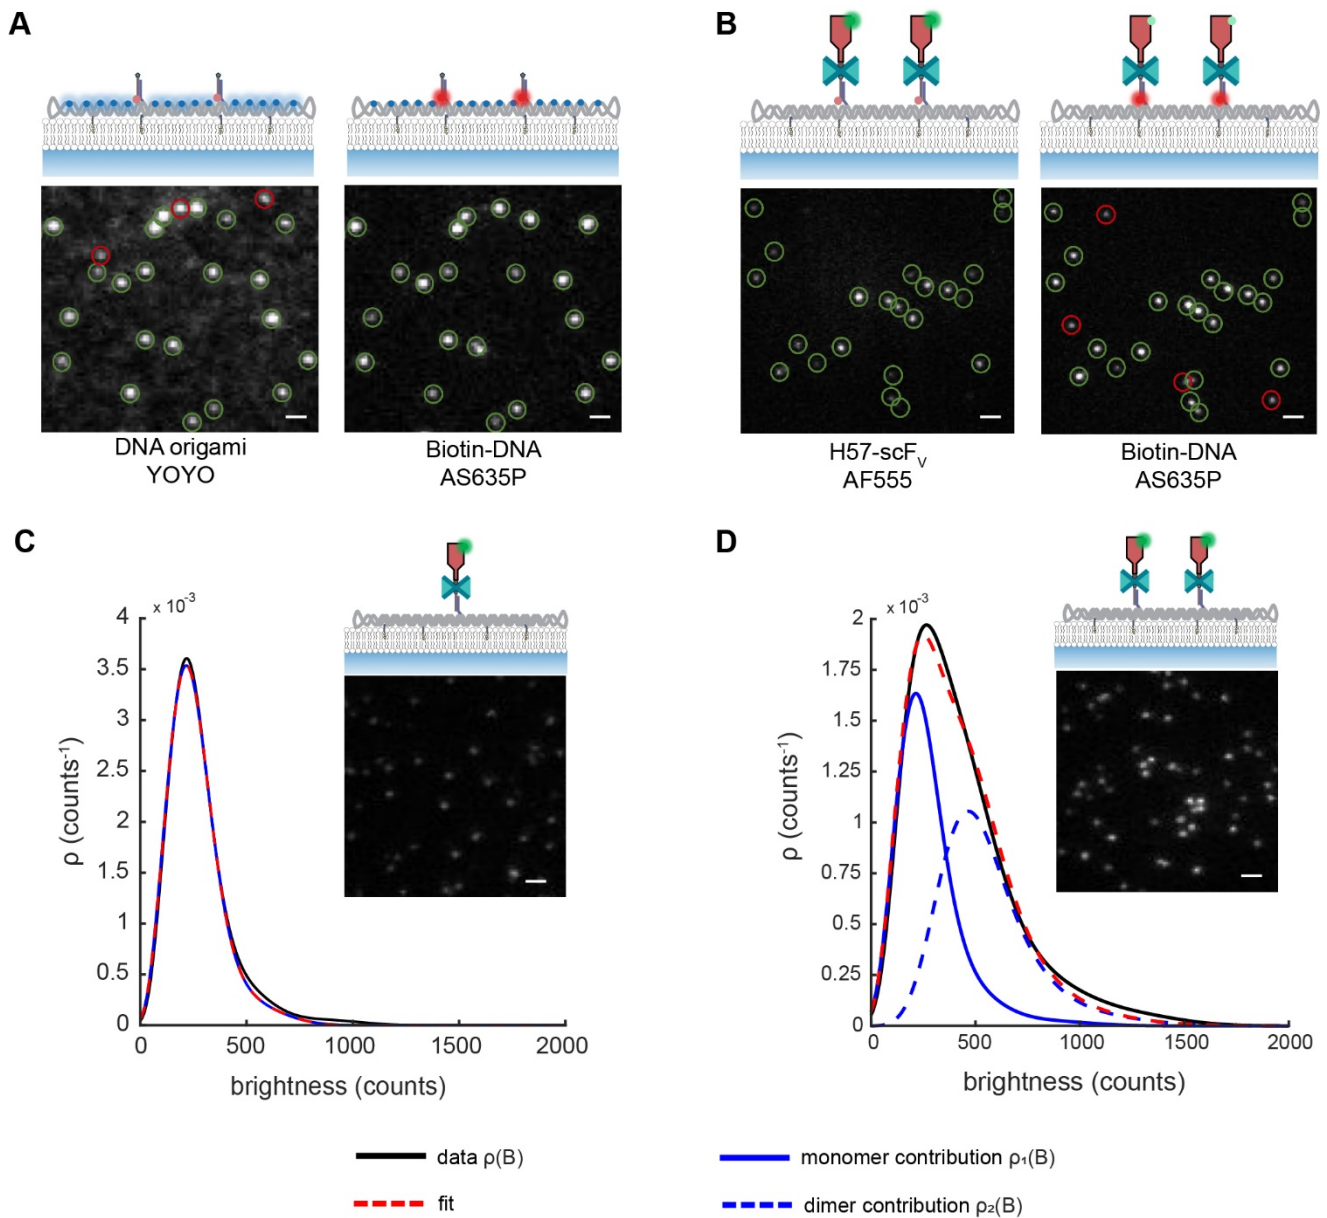 A
B
DNA origami
YOYO
Biotin-DNA
AS635P
H57-scFV
AF555
Biotin-DNA
AS635P
C
x 10-3
4
3.5
3
2.5
2
1.5
1
0.5
0
ρ (counts-1)
0 500 1000 1500 2000
brightness (counts)
D
x 10-3
2
1.75
1.5
1.25
1
0.75
0.5
0.25
0
ρ (counts-1)
0 500 1000 1500 2000
brightness (counts)
data ρ(B)
fit
monomer contribution ρ₁(B)
dimer contribution ρ₂(B)